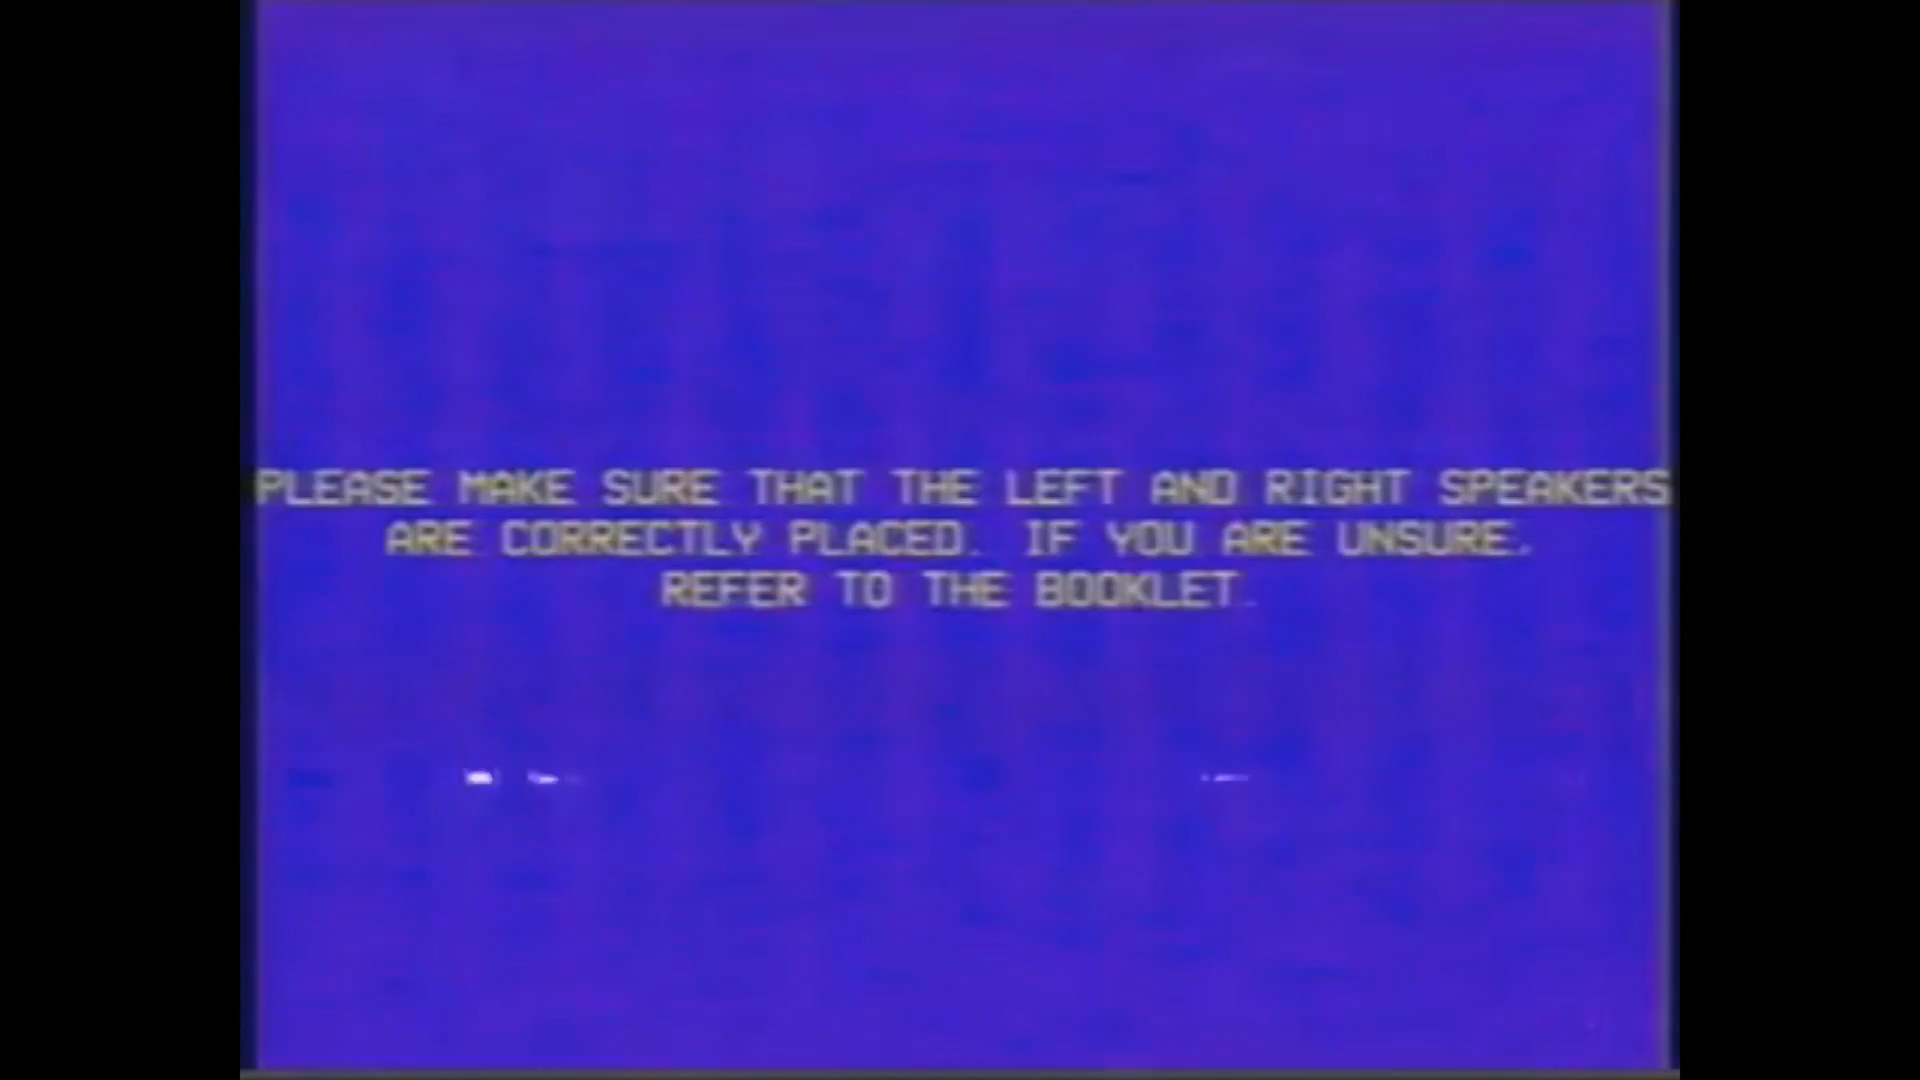 PLEASE MAKE SURE THAT THE LEFT AND RIGHT SPEAKERS
ARE CORRECTLY PLACED. IF YOU ARE UNSURE,
REFER TO THE BOOKLET.